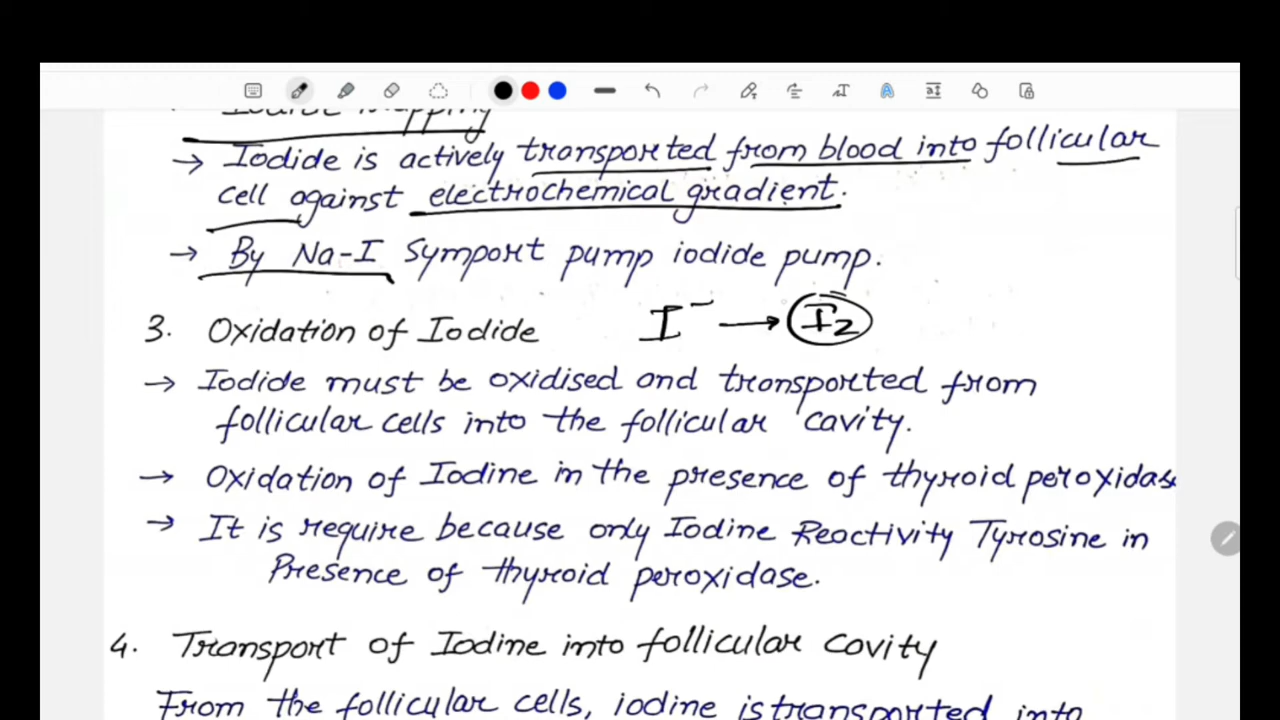 → Iodide is actively transported from blood into follicular
cell against electrochemical gradient.
→ By Na-I Symport pump iodide pump.
3. Oxidation of Iodide I⁻ → I2
→ Iodide must be oxidised and transported from
follicular cells into the follicular cavity.
→ Oxidation of Iodine in the presence of thyroid peroxidase
→ It is require because only Iodine Reactivity Tyrosine in
Presence of thyroid peroxidase.
4. Transport of Iodine into follicular cavity
From the follicular cells, iodine is transported into